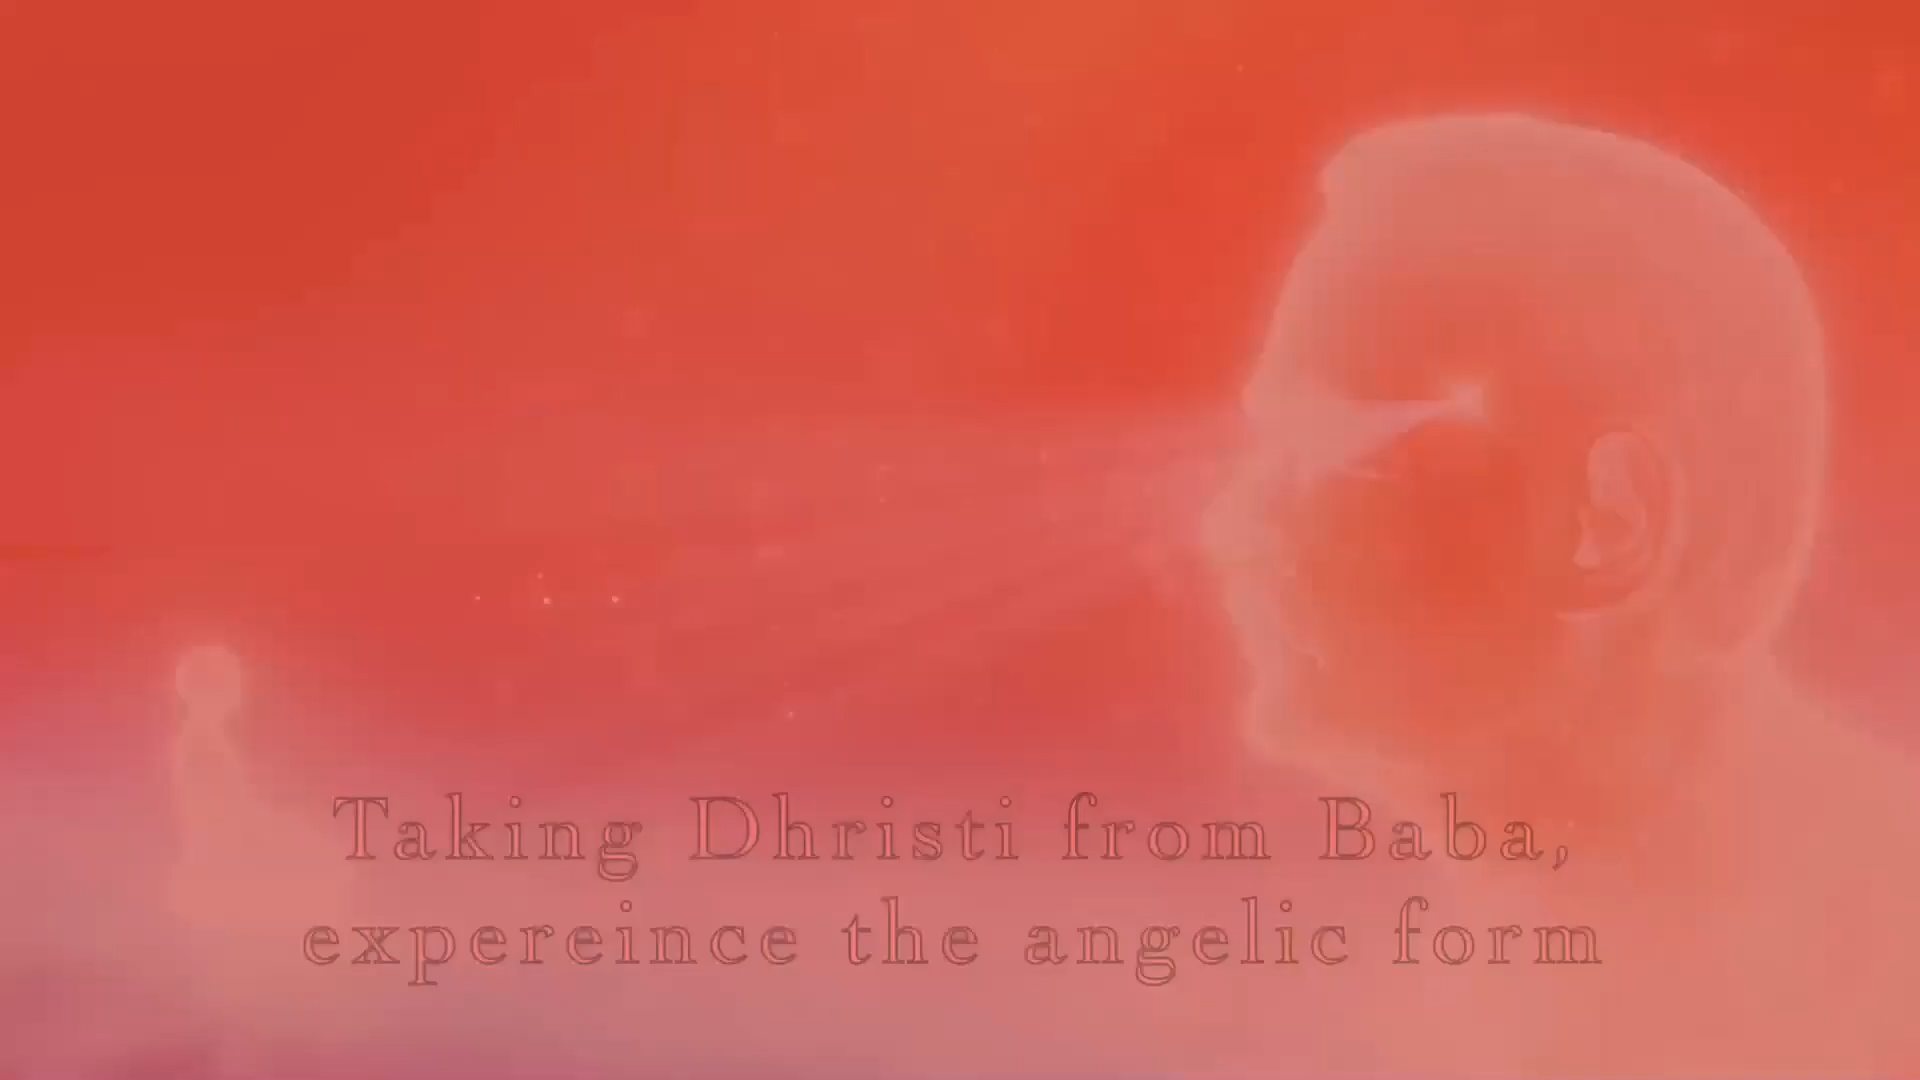 Taking Dhristi from Baba,
expereince the angelic form